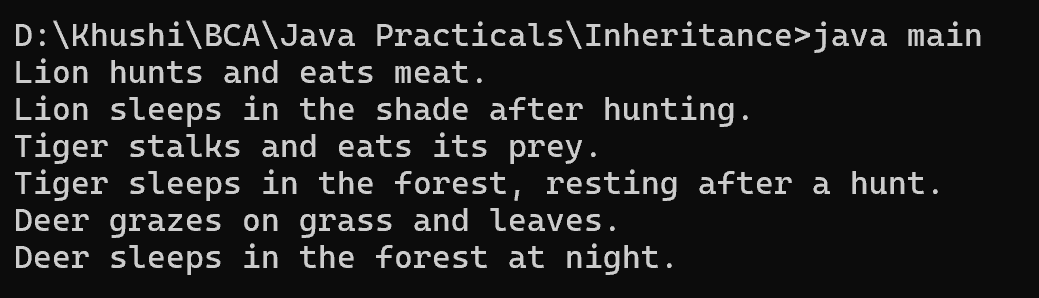 D:\Khushi\BCA\Java Practicals\Inheritance>java main
Lion hunts and eats meat.
Lion sleeps in the shade after hunting.
Tiger stalks and eats its prey.
Tiger sleeps in the forest, resting after a hunt.
Deer grazes on grass and leaves.
Deer sleeps in the forest at night.